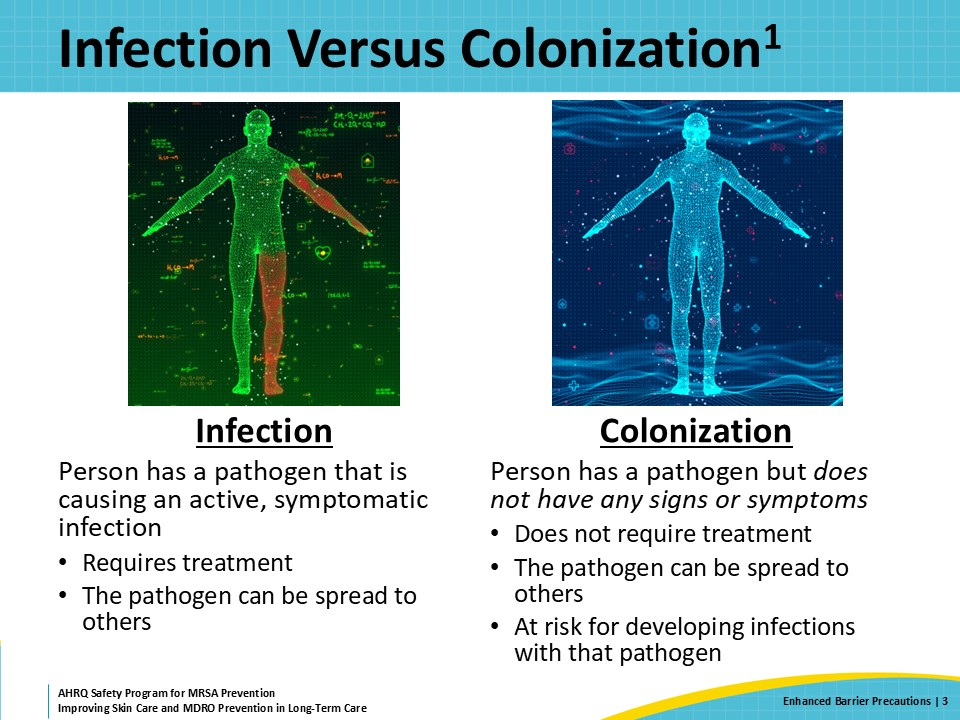 Infection Versus Colonization1
Infection
Person has a pathogen that is
causing an active, symptomatic
infection
• Requires treatment
• The pathogen can be spread to
others
Colonization
Person has a pathogen but does
not have any signs or symptoms
• Does not require treatment
• The pathogen can be spread to
others
• At risk for developing infections
with that pathogen
AHRQ Safety Program for MRSA Prevention
Improving Skin Care and MDRO Prevention in Long-Term Care
Enhanced Barrier Precautions | 3